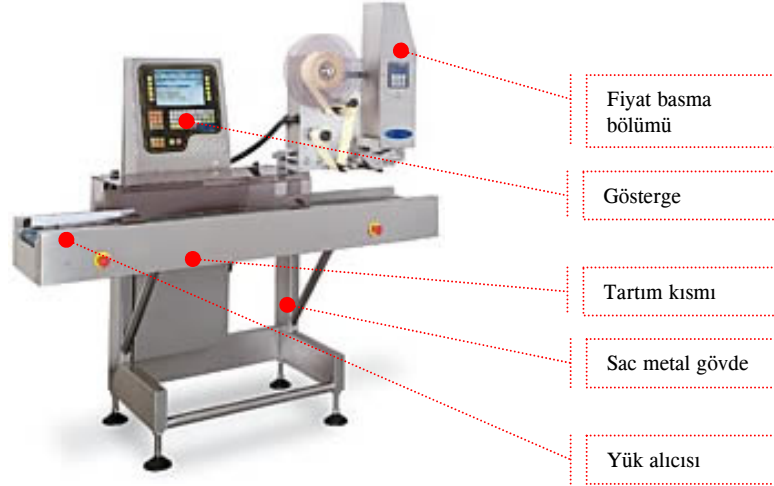 Fiyat basma
bölümü
Gösterge
Tartım kısmı
Sac metal gövde
Yük alıcısı